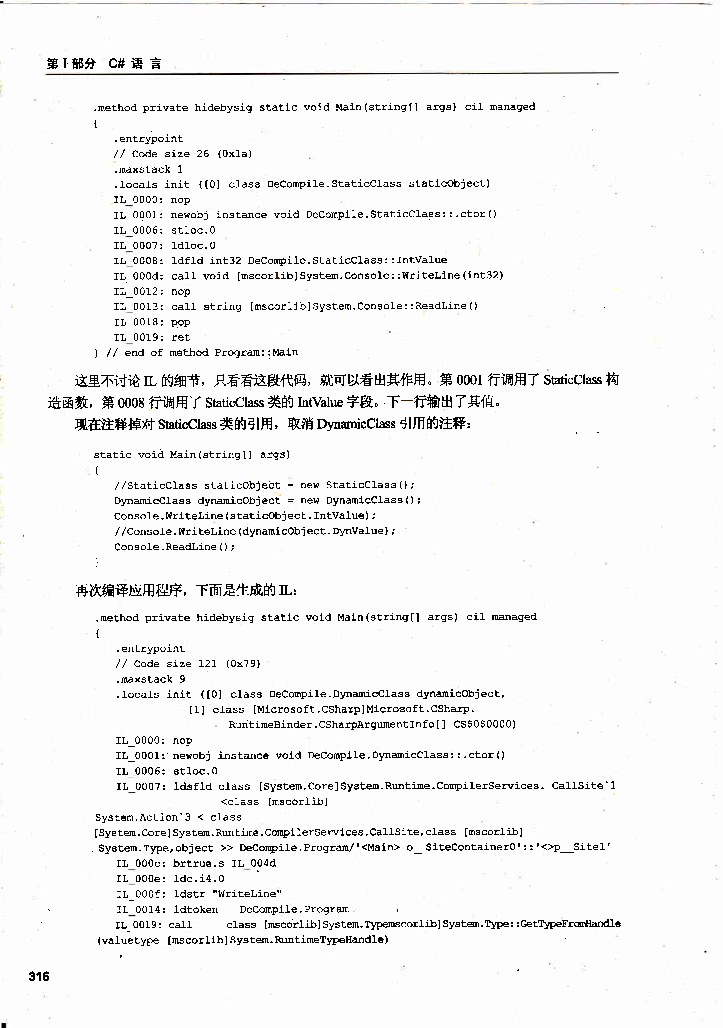 第 I 部分 C# 语 言
.method private hidebysig static void Main(string[] args) cil managed
{
.entrypoint
// Code size 26 (0x1a)
.maxstack 1
.locals init ([0] class DeCompile.StaticClass staticObject)
IL_0000: nop
IL_0001: newobj instance void DeCompile.StaticClass::.ctor()
IL_0006: stloc.0
IL_0007: ldloc.0
IL_0008: ldfld int32 DeCompile.StaticClass::IntValue
IL_000d: call void [mscorlib]System.Console::WriteLine(int32)
IL_0012: nop
IL_0013: call string [mscorlib]System.Console::ReadLine()
IL_0018: pop
IL_0019: ret
} // end of method Program::Main
这里不讨论 IL 的细节，只看看这段代码，就可以看出其作用。第 0001 行调用了 StaticClass 构
造函数，第 0008 行调用了 StaticClass 类的 IntValue 字段。下一行输出了其值。
现在注释掉对 StaticClass 类的引用，取消 DynamicClass 引用的注释：
static void Main(string[] args)
{
//StaticClass staticObject = new StaticClass();
DynamicClass dynamicObject = new DynamicClass();
Console.WriteLine(staticObject.IntValue);
//Console.WriteLine(dynamicObject.DynValue);
Console.ReadLine();
}
再次编译应用程序，下面是生成的 IL：
.method private hidebysig static void Main(string[] args) cil managed
{
.entrypoint
// Code size 121 (0x79)
.maxstack 9
.locals init ([0] class DeCompile.DynamicClass dynamicObject,
[1] class [Microsoft.CSharp]Microsoft.CSharp.
RuntimeBinder.CSharpArgumentInfo[] CS$0$0000)
IL_0000: nop
IL_0001: newobj instance void DeCompile.DynamicClass::.ctor()
IL_0006: stloc.0
IL_0007: ldsfld class [System.Core]System.Runtime.CompilerServices. CallSite`1
<class [mscorlib]
System.Action`3 < class
[System.Core]System.Runtime.CompilerServices.CallSite,class [mscorlib]
System.Type,object >> DeCompile.Program/'<Main> o_ SiteContainer0'::'<>p__Site1'
IL_000c: brtrue.s IL_004d
IL_000e: ldc.i4.0
IL_000f: ldstr "WriteLine"
IL_0014: ldtoken DeCompile.Program
IL_0019: call class [mscorlib]System.Typemscorlib]System.Type::GetTypeFromHandle
(valuetype [mscorlib]System.RuntimeTypeHandle)
316